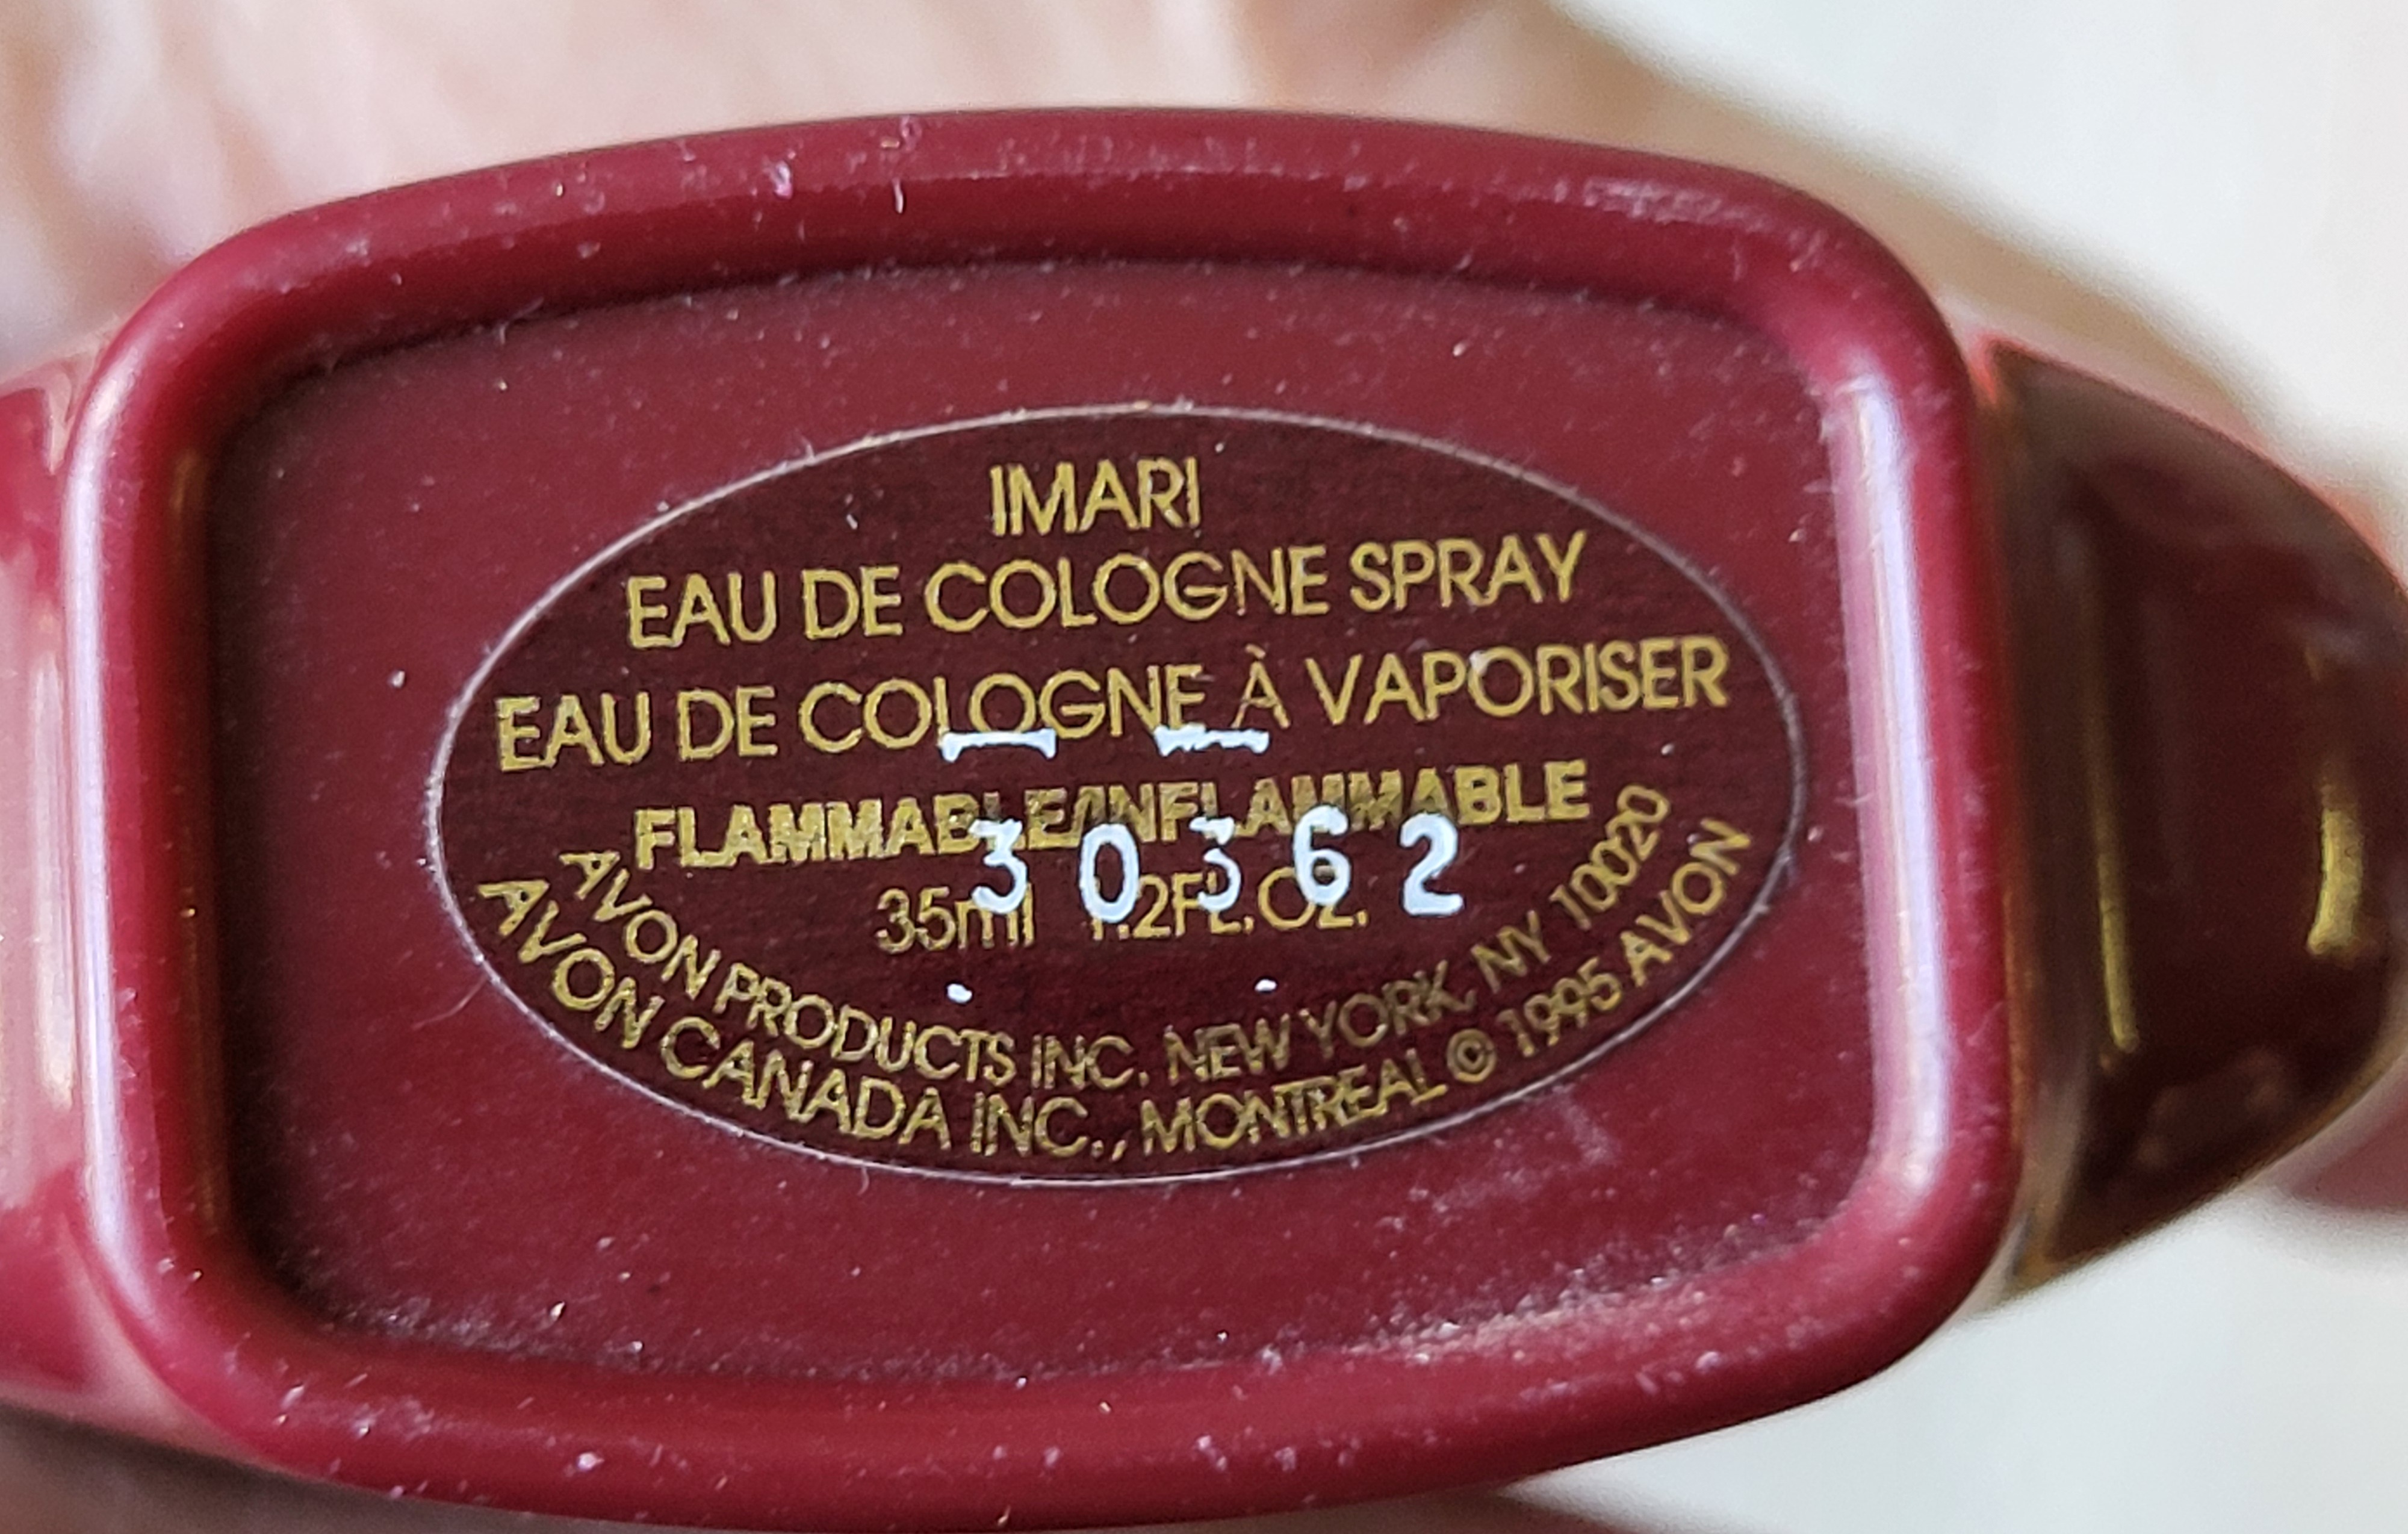 IMARI
EAU DE COLOGNE SPRAY
EAU DE COLOGNE À VAPORISER
FLAMMABLE/INFLAMMABLE
30362
35ml 1.2FL.OZ.
AVON PRODUCTS INC. NEW YORK, NY 10020
AVON CANADA INC., MONTREAL © 1995 AVON